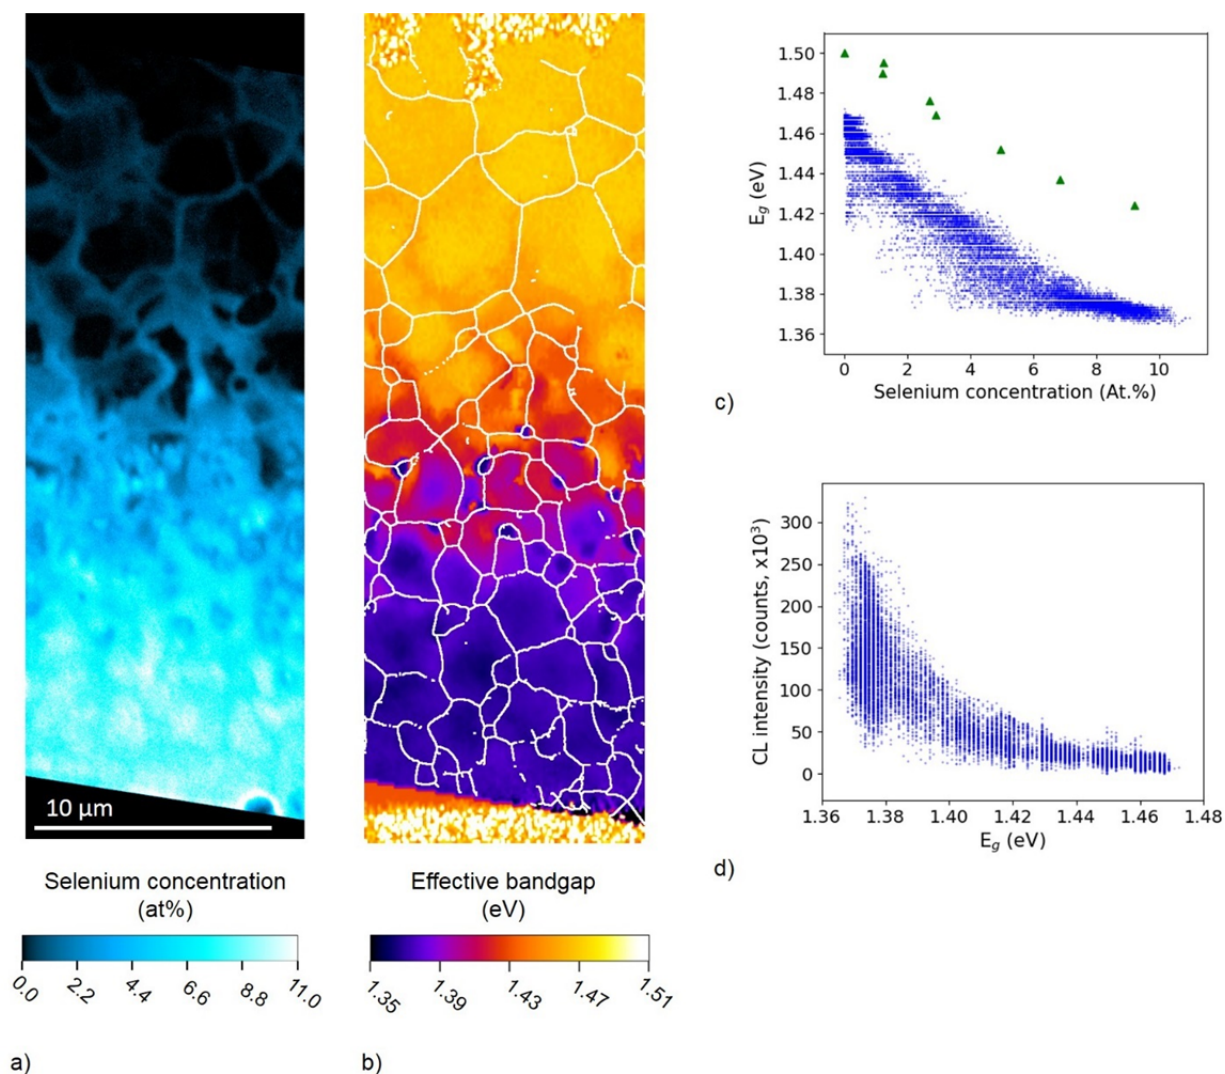 10 µm
Selenium concentration
(at%)
0.0 2.2 4.4 6.6 8.8 11.0
a)
Effective bandgap
(eV)
1.35 1.39 1.43 1.47 1.51
b)
1.50
1.48
1.46
1.44
1.42
1.40
1.38
1.36
E_g (eV)
0 2 4 6 8 10
Selenium concentration (At.%)
c)
300
250
200
150
100
50
0
CL intensity (counts, x10³)
1.36 1.38 1.40 1.42 1.44 1.46 1.48
E_g (eV)
d)